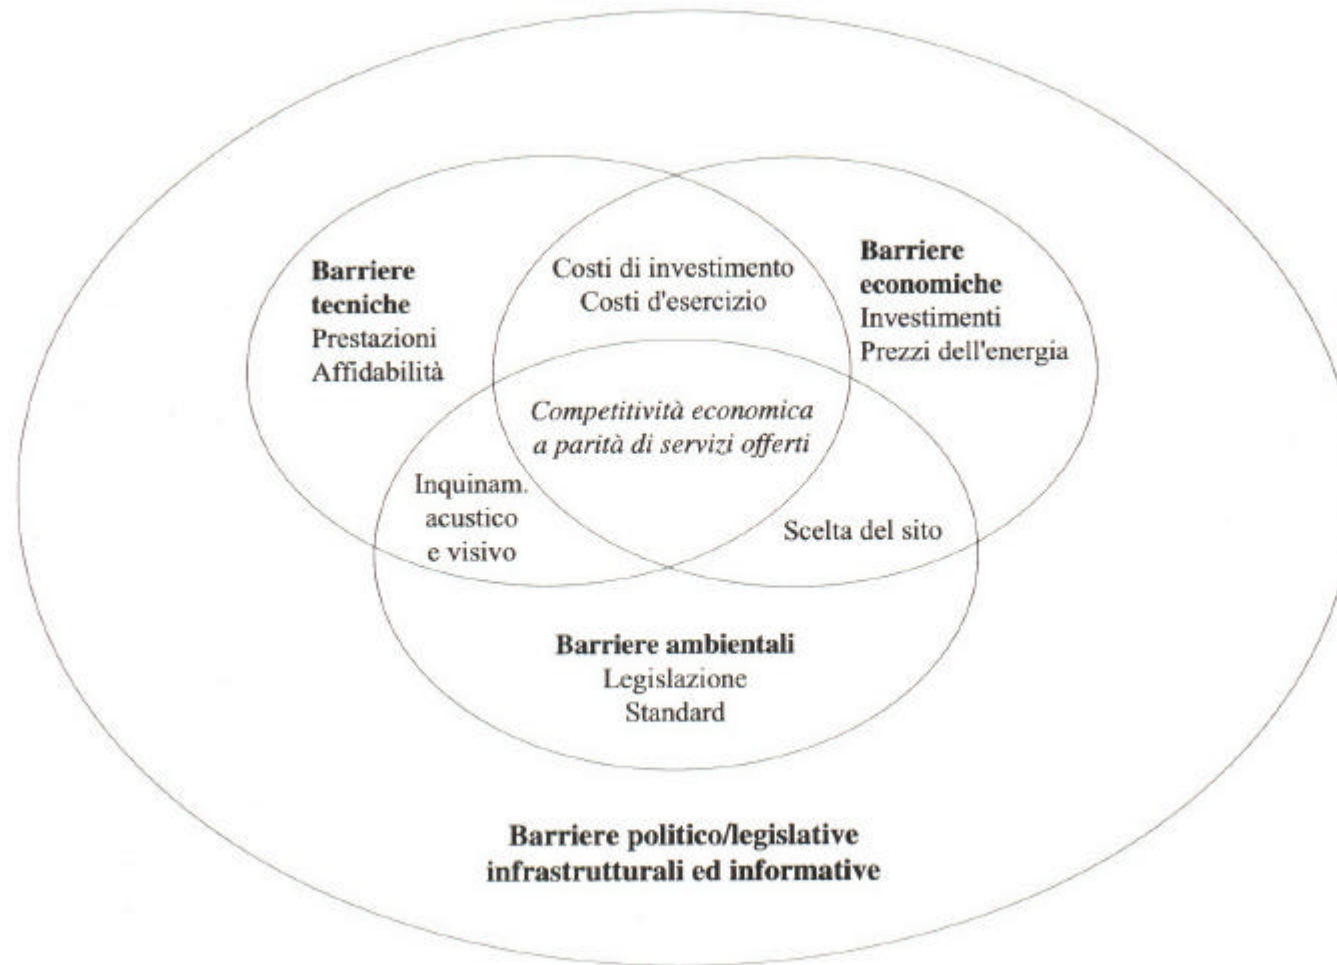 Barriere
tecniche
Prestazioni
Affidabilità
Costi di investimento
Costi d'esercizio
Barriere
economiche
Investimenti
Prezzi dell'energia
Competitività economica
a parità di servizi offerti
Inquinam.
acustico
e visivo
Scelta del sito
Barriere ambientali
Legislazione
Standard
Barriere politico/legislative
infrastrutturali ed informative